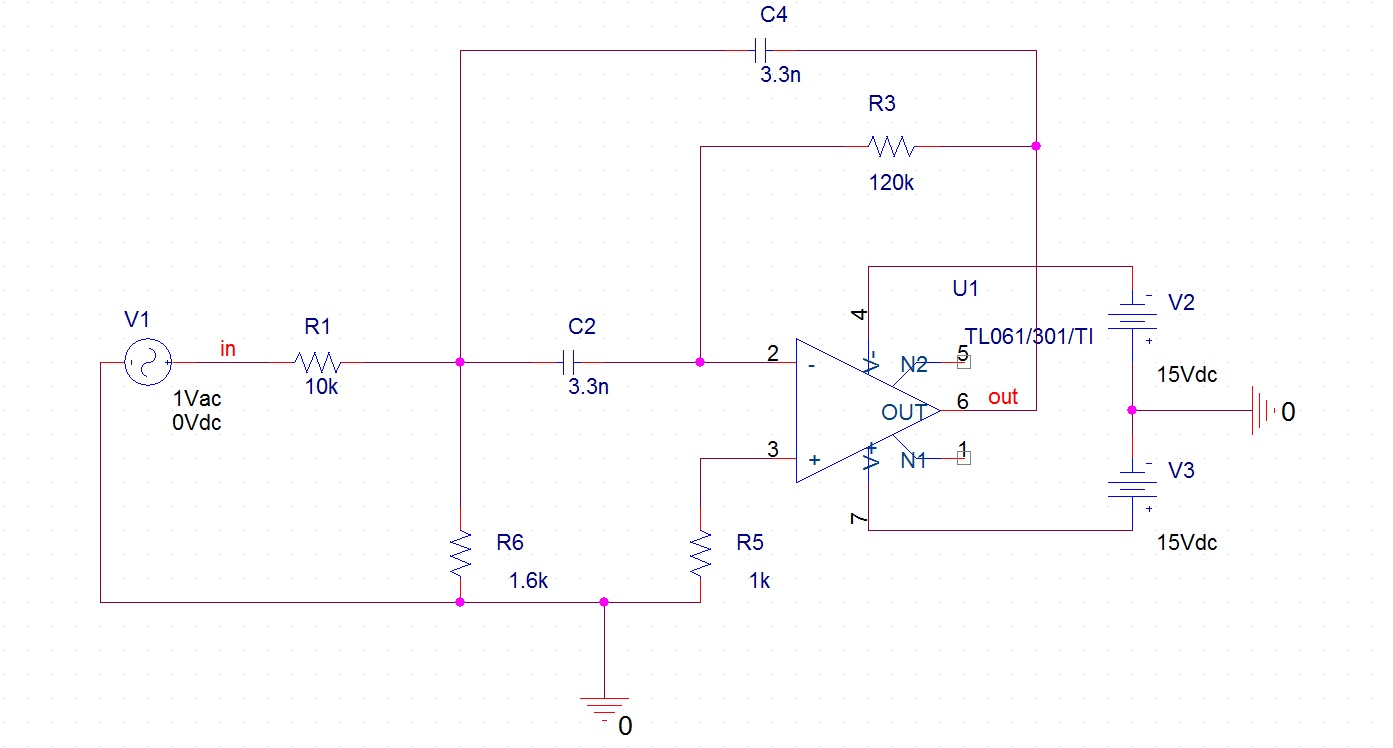 C4
3.3n
R3
120k
U1
V2
4
TL061/301/TI
V1
in
R1
C2
2
-
V-
N2
5
15Vdc
10k
3.3n
1Vac
0Vdc
OUT
6
out
0
3
+
V+
N1
1
V3
7
R6
R5
15Vdc
1.6k
1k
0